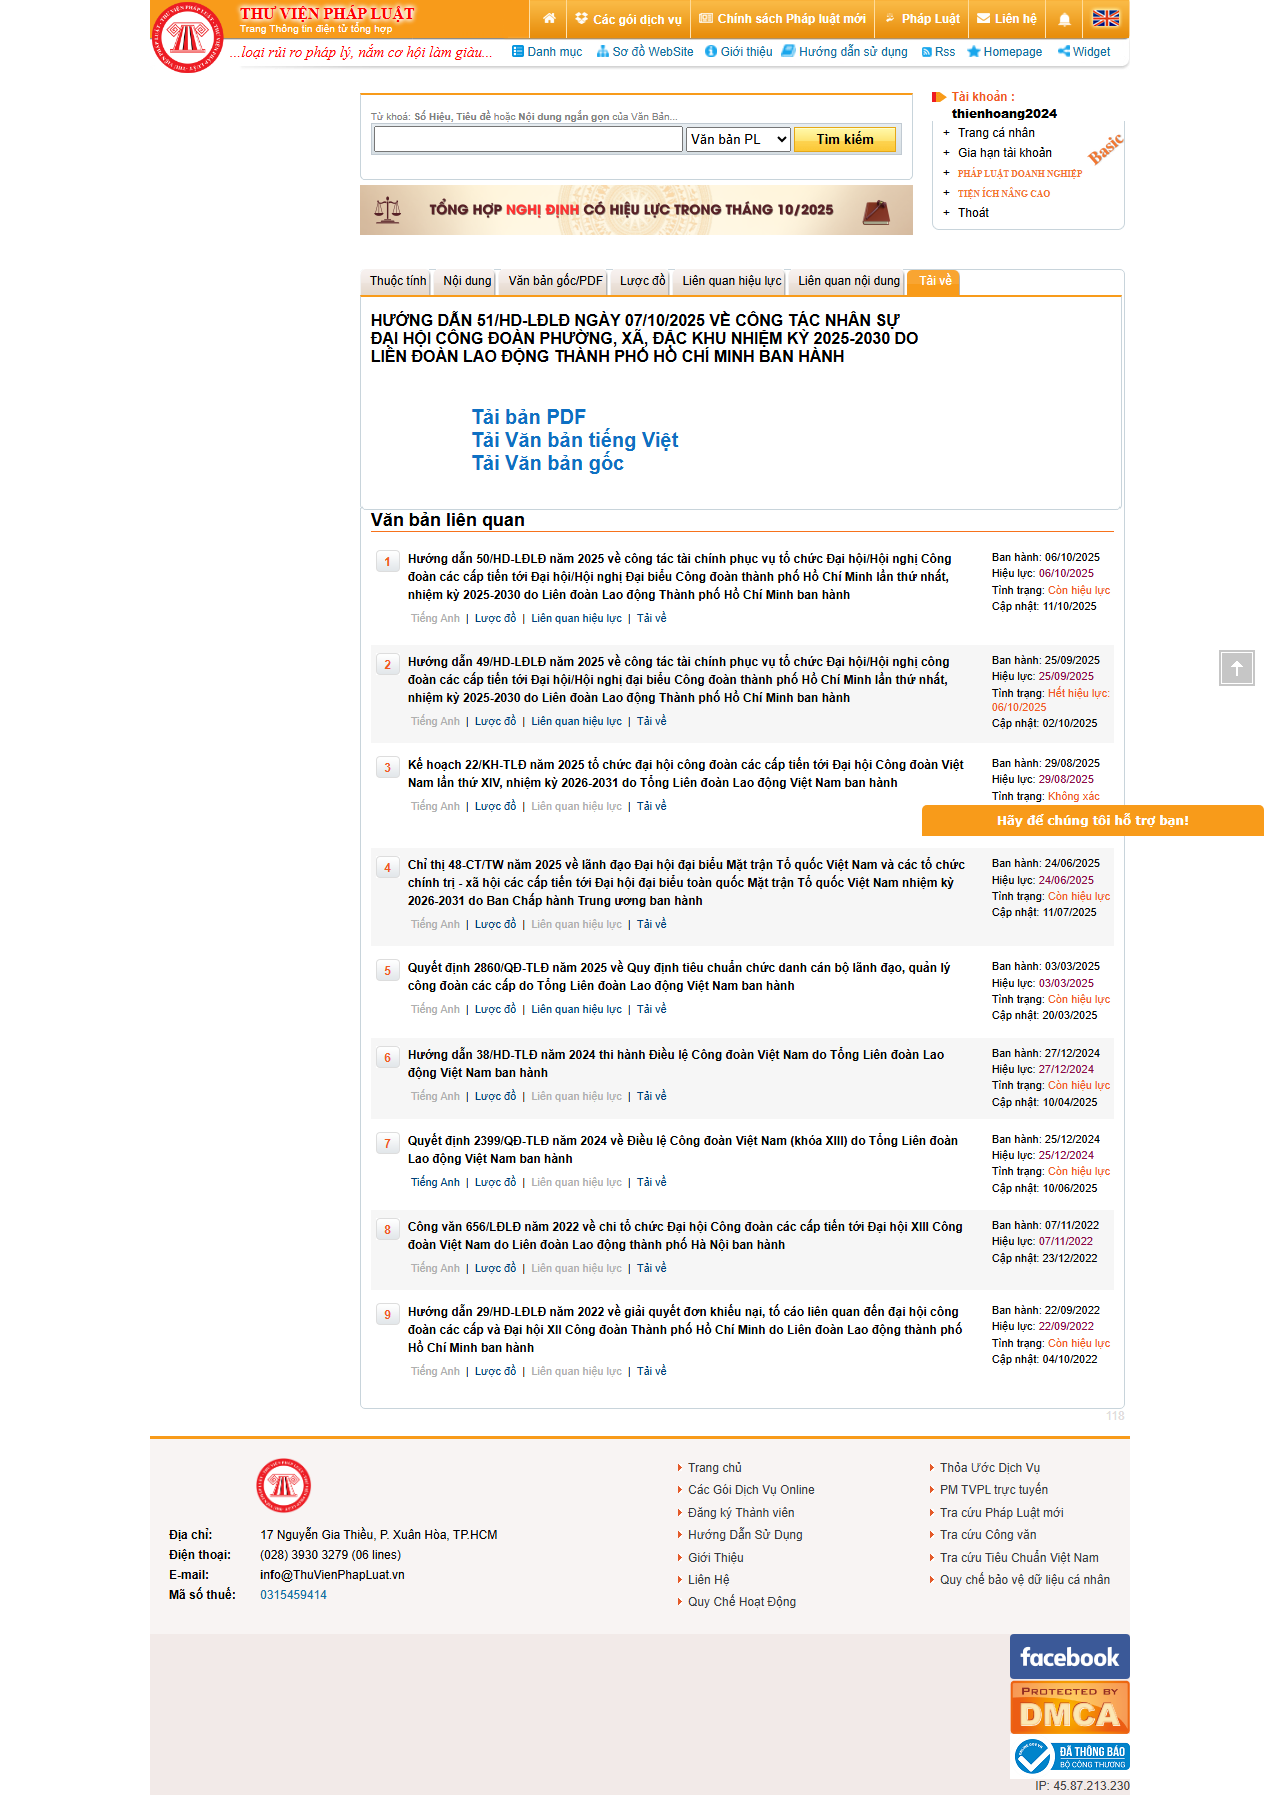 THƯ VIỆN PHÁP LUẬT
Trang Thông tin điện tử tổng hợp
Các gói dịch vụ
Chính sách Pháp luật mới
Pháp Luật
Liên hệ
...loại rủi ro pháp lý, nắm cơ hội làm giàu...
Danh mục
Sơ đồ WebSite
Giới thiệu
Hướng dẫn sử dụng
Rss
Homepage
Widget
Từ khoá: Số Hiệu, Tiêu đề hoặc Nội dung ngắn gọn của Văn Bản...
Văn bản PL
Tìm kiếm
TỔNG HỢP NGHỊ ĐỊNH CÓ HIỆU LỰC TRONG THÁNG 10/2025
Tài khoản :
thienhoang2024
+ Trang cá nhân
+ Gia hạn tài khoản
+ PHÁP LUẬT DOANH NGHIỆP
+ TIỆN ÍCH NÂNG CAO
+ Thoát
Basic
Thuộc tính
Nội dung
Văn bản gốc/PDF
Lược đồ
Liên quan hiệu lực
Liên quan nội dung
Tải về
HƯỚNG DẪN 51/HD-LĐLĐ NGÀY 07/10/2025 VỀ CÔNG TÁC NHÂN SỰ
ĐẠI HỘI CÔNG ĐOÀN PHƯỜNG, XÃ, ĐẶC KHU NHIỆM KỲ 2025-2030 DO
LIÊN ĐOÀN LAO ĐỘNG THÀNH PHỐ HỒ CHÍ MINH BAN HÀNH
Tải bản PDF
Tải Văn bản tiếng Việt
Tải Văn bản gốc
Văn bản liên quan
1
Hướng dẫn 50/HD-LĐLĐ năm 2025 về công tác tài chính phục vụ tổ chức Đại hội/Hội nghị Công
đoàn các cấp tiến tới Đại hội/Hội nghị Đại biểu Công đoàn thành phố Hồ Chí Minh lần thứ nhất,
nhiệm kỳ 2025-2030 do Liên đoàn Lao động Thành phố Hồ Chí Minh ban hành
Tiếng Anh | Lược đồ | Liên quan hiệu lực | Tải về
Ban hành: 06/10/2025
Hiệu lực: 06/10/2025
Tình trạng: Còn hiệu lực
Cập nhật: 11/10/2025
2
Hướng dẫn 49/HD-LĐLĐ năm 2025 về công tác tài chính phục vụ tổ chức Đại hội/Hội nghị công
đoàn các cấp tiến tới Đại hội/Hội nghị đại biểu Công đoàn thành phố Hồ Chí Minh lần thứ nhất,
nhiệm kỳ 2025-2030 do Liên đoàn Lao động Thành phố Hồ Chí Minh ban hành
Tiếng Anh | Lược đồ | Liên quan hiệu lực | Tải về
Ban hành: 25/09/2025
Hiệu lực: 25/09/2025
Tình trạng: Hết hiệu lực:
06/10/2025
Cập nhật: 02/10/2025
3
Kế hoạch 22/KH-TLĐ năm 2025 tổ chức đại hội công đoàn các cấp tiến tới Đại hội Công đoàn Việt
Nam lần thứ XIV, nhiệm kỳ 2026-2031 do Tổng Liên đoàn Lao động Việt Nam ban hành
Tiếng Anh | Lược đồ | Liên quan hiệu lực | Tải về
Ban hành: 29/08/2025
Hiệu lực: 29/08/2025
Tình trạng: Không xác
Hãy để chúng tôi hỗ trợ bạn!
4
Chỉ thị 48-CT/TW năm 2025 về lãnh đạo Đại hội đại biểu Mặt trận Tổ quốc Việt Nam và các tổ chức
chính trị - xã hội các cấp tiến tới Đại hội đại biểu toàn quốc Mặt trận Tổ quốc Việt Nam nhiệm kỳ
2026-2031 do Ban Chấp hành Trung ương ban hành
Tiếng Anh | Lược đồ | Liên quan hiệu lực | Tải về
Ban hành: 24/06/2025
Hiệu lực: 24/06/2025
Tình trạng: Còn hiệu lực
Cập nhật: 11/07/2025
5
Quyết định 2860/QĐ-TLĐ năm 2025 về Quy định tiêu chuẩn chức danh cán bộ lãnh đạo, quản lý
công đoàn các cấp do Tổng Liên đoàn Lao động Việt Nam ban hành
Tiếng Anh | Lược đồ | Liên quan hiệu lực | Tải về
Ban hành: 03/03/2025
Hiệu lực: 03/03/2025
Tình trạng: Còn hiệu lực
Cập nhật: 20/03/2025
6
Hướng dẫn 38/HD-TLĐ năm 2024 thi hành Điều lệ Công đoàn Việt Nam do Tổng Liên đoàn Lao
động Việt Nam ban hành
Tiếng Anh | Lược đồ | Liên quan hiệu lực | Tải về
Ban hành: 27/12/2024
Hiệu lực: 27/12/2024
Tình trạng: Còn hiệu lực
Cập nhật: 10/04/2025
7
Quyết định 2399/QĐ-TLĐ năm 2024 về Điều lệ Công đoàn Việt Nam (khóa XIII) do Tổng Liên đoàn
Lao động Việt Nam ban hành
Tiếng Anh | Lược đồ | Liên quan hiệu lực | Tải về
Ban hành: 25/12/2024
Hiệu lực: 25/12/2024
Tình trạng: Còn hiệu lực
Cập nhật: 10/06/2025
8
Công văn 656/LĐLĐ năm 2022 về chi tổ chức Đại hội Công đoàn các cấp tiến tới Đại hội XIII Công
đoàn Việt Nam do Liên đoàn Lao động thành phố Hà Nội ban hành
Tiếng Anh | Lược đồ | Liên quan hiệu lực | Tải về
Ban hành: 07/11/2022
Hiệu lực: 07/11/2022
Cập nhật: 23/12/2022
9
Hướng dẫn 29/HD-LĐLĐ năm 2022 về giải quyết đơn khiếu nại, tố cáo liên quan đến đại hội công
đoàn các cấp và Đại hội XII Công đoàn Thành phố Hồ Chí Minh do Liên đoàn Lao động thành phố
Hồ Chí Minh ban hành
Tiếng Anh | Lược đồ | Liên quan hiệu lực | Tải về
Ban hành: 22/09/2022
Hiệu lực: 22/09/2022
Tình trạng: Còn hiệu lực
Cập nhật: 04/10/2022
118
Địa chỉ: 17 Nguyễn Gia Thiều, P. Xuân Hòa, TP.HCM
Điện thoại: (028) 3930 3279 (06 lines)
E-mail: info@ThuVienPhapLuat.vn
Mã số thuế: 0315459414
Trang chủ
Các Gói Dịch Vụ Online
Đăng ký Thành viên
Hướng Dẫn Sử Dụng
Giới Thiệu
Liên Hệ
Quy Chế Hoạt Động
Thỏa Ước Dịch Vụ
PM TVPL trực tuyến
Tra cứu Pháp Luật mới
Tra cứu Công văn
Tra cứu Tiêu Chuẩn Việt Nam
Quy chế bảo vệ dữ liệu cá nhân
facebook
PROTECTED BY
DMCA
ĐÃ THÔNG BÁO
BỘ CÔNG THƯƠNG
IP: 45.87.213.230